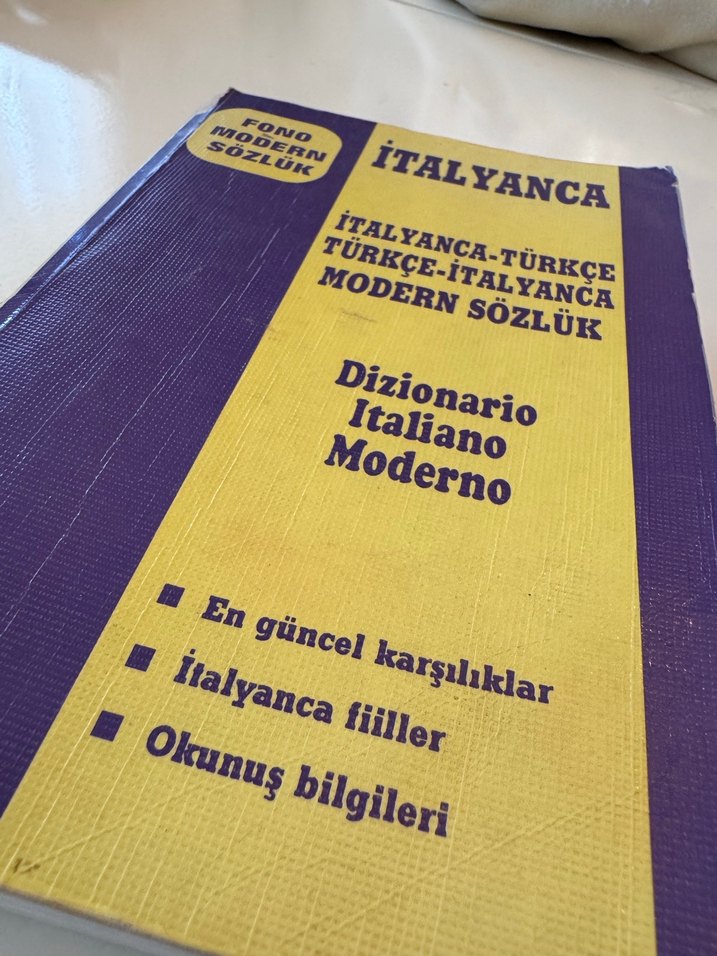 FONO
MODERN
SÖZLÜK
İTALYANCA
İTALYANCA-TÜRKÇE
TÜRKÇE-İTALYANCA
MODERN SÖZLÜK
Dizionario
Italiano
Moderno
■ En güncel karşılıklar
■ İtalyanca fiiller
■ Okunuş bilgileri